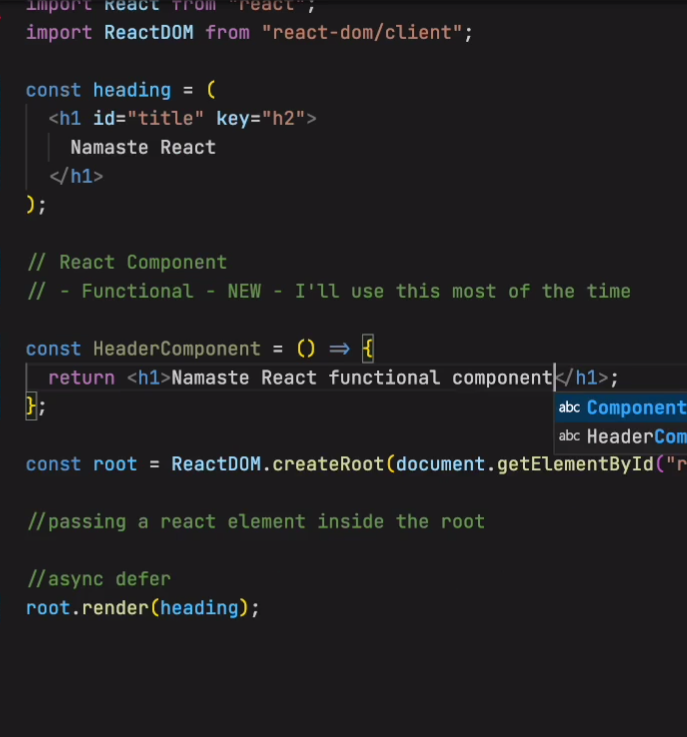 import React from "react";
import ReactDOM from "react-dom/client";
const heading = (
<h1 id="title" key="h2">
Namaste React
</h1>
);
// React Component
// - Functional - NEW - I'll use this most of the time
const HeaderComponent = () => {
return <h1>Namaste React functional component</h1>;
};
abc Component
abc HeaderCom
const root = ReactDOM.createRoot(document.getElementById("r
//passing a react element inside the root
//async defer
root.render(heading);